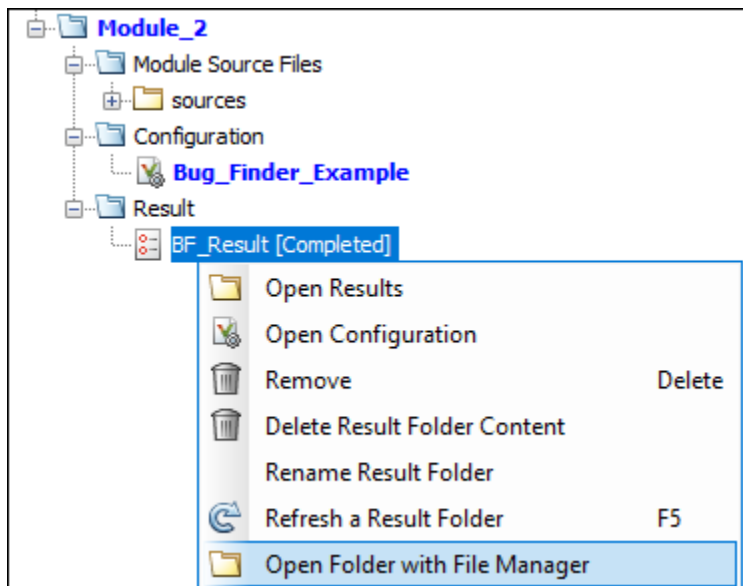 Module_2
Module Source Files
sources
Configuration
Bug_Finder_Example
Result
BF_Result [Completed]
Open Results
Open Configuration
Remove Delete
Delete Result Folder Content
Rename Result Folder
Refresh a Result Folder F5
Open Folder with File Manager